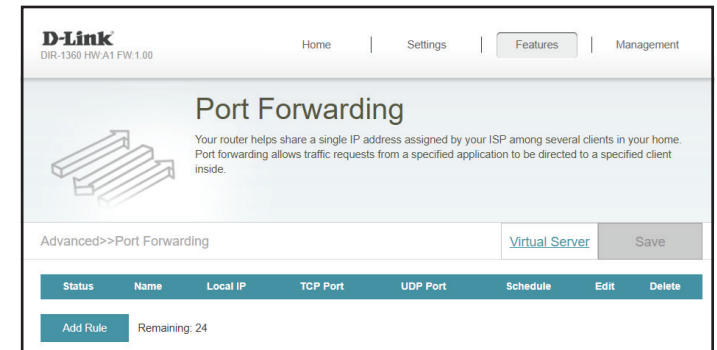 D-Link
DIR-1360 HW:A1 FW:1.00
Home | Settings | Features | Management
Port Forwarding
Your router helps share a single IP address assigned by your ISP among several clients in your home.
Port forwarding allows traffic requests from a specified application to be directed to a specified client
inside.
Advanced>>Port Forwarding
Virtual Server
Save
Status Name Local IP TCP Port UDP Port Schedule Edit Delete
Add Rule Remaining: 24